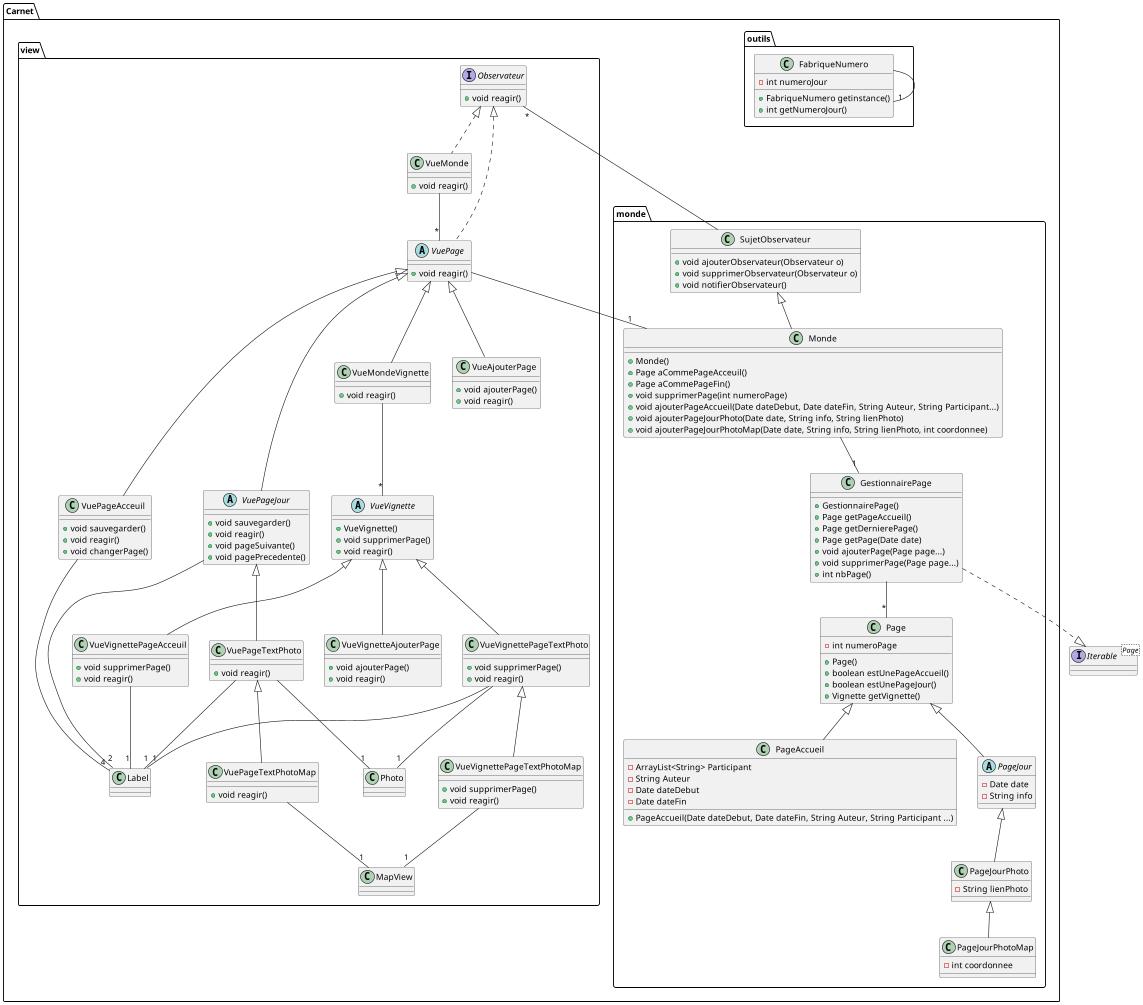 Carnet
view
outils
I Observateur
void reagir()
C FabriqueNumero
int numeroJour
FabriqueNumero getinstance()
int getNumeroJour()
1
*
C VueMonde
void reagir()
*
A VuePage
void reagir()
monde
C SujetObservateur
void ajouterObservateur(Observateur o)
void supprimerObservateur(Observateur o)
void notifierObservateur()
1
C Monde
Monde()
Page aCommePageAcceuil()
Page aCommePageFin()
void supprimerPage(int numeroPage)
void ajouterPageAccueil(Date dateDebut, Date dateFin, String Auteur, String Participant...)
void ajouterPageJourPhoto(Date date, String info, String lienPhoto)
void ajouterPageJourPhotoMap(Date date, String info, String lienPhoto, int coordonnee)
C VueMondeVignette
void reagir()
C VueAjouterPage
void ajouterPage()
void reagir()
1
C GestionnairePage
GestionnairePage()
Page getPageAccueil()
Page getDernierePage()
Page getPage(Date date)
void ajouterPage(Page page...)
void supprimerPage(Page page...)
int nbPage()
*
C VuePageAcceuil
void sauvegarder()
void reagir()
void changerPage()
A VuePageJour
void sauvegarder()
void reagir()
void pageSuivante()
void pagePrecedente()
A VueVignette
VueVignette()
void supprimerPage()
void reagir()
*
C Page
int numeroPage
Page()
boolean estUnePageAccueil()
boolean estUnePageJour()
Vignette getVignette()
I Iterable
Page
C VueVignettePageAcceuil
void supprimerPage()
void reagir()
C VuePageTextPhoto
void reagir()
C VueVignetteAjouterPage
void ajouterPage()
void reagir()
C VueVignettePageTextPhoto
void supprimerPage()
void reagir()
4
2
1
1
1
1
1
C Label
C VuePageTextPhotoMap
void reagir()
C Photo
C VueVignettePageTextPhotoMap
void supprimerPage()
void reagir()
C PageAccueil
ArrayList<String> Participant
String Auteur
Date dateDebut
Date dateFin
PageAccueil(Date dateDebut, Date dateFin, String Auteur, String Participant ...)
A PageJour
Date date
String info
1
1
C MapView
C PageJourPhoto
String lienPhoto
C PageJourPhotoMap
int coordonnee